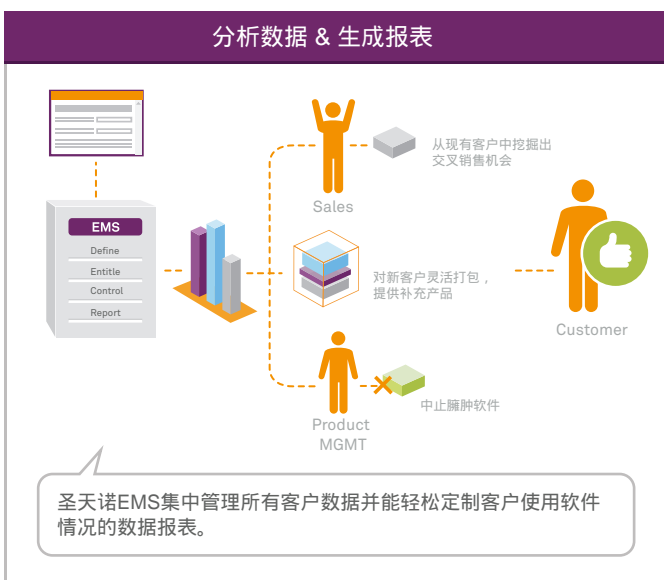 分析数据 & 生成报表
EMS
Define
Entitle
Control
Report
Sales
从现有客户中挖掘出
交叉销售机会
对新客户灵活打包，
提供补充产品
Customer
Product
MGMT
中止臃肿软件
圣天诺EMS集中管理所有客户数据并能轻松定制客户使用软件
情况的数据报表。